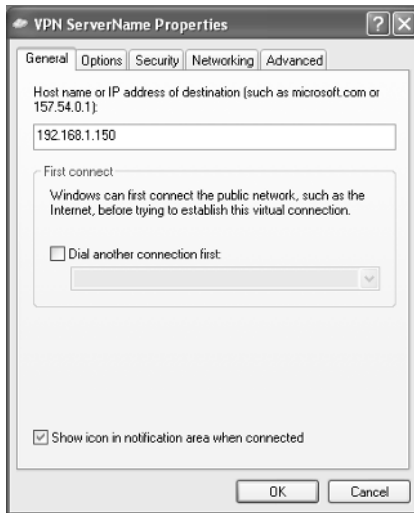 VPN ServerName Properties
General Options Security Networking Advanced
Host name or IP address of destination (such as microsoft.com or
157.54.0.1):
192.168.1.150
First connect
Windows can first connect the public network, such as the
Internet, before trying to establish this virtual connection.
Dial another connection first:
Show icon in notification area when connected
OK Cancel